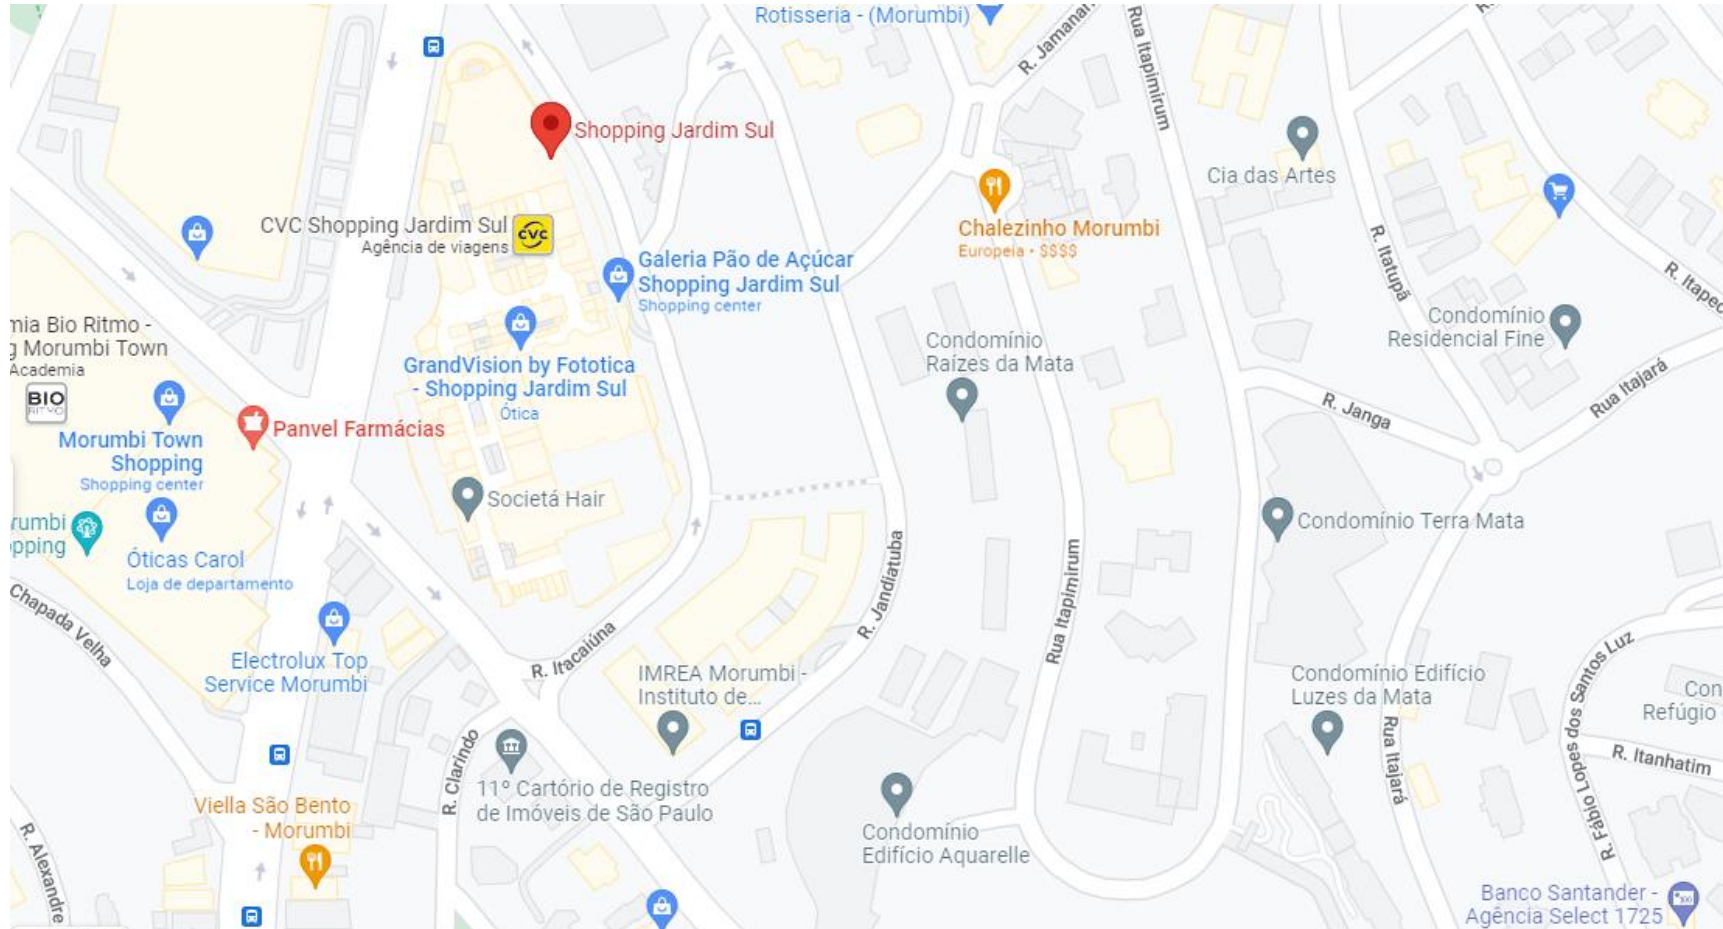 Rotisseria - (Morumbi)
R. Jamanari
Rua Itapimirum
Shopping Jardim Sul
Cia das Artes
CVC Shopping Jardim Sul
Agência de viagens
CVC
Chalezinho Morumbi
Europeia · $$$$
R. Itatupã
Galeria Pão de Açúcar
Shopping Jardim Sul
Shopping center
Condomínio
Residencial Fine
mia Bio Ritmo -
g Morumbi Town
Academia
BIO
RITMO
GrandVision by Fototica
- Shopping Jardim Sul
Ótica
Condomínio
Raízes da Mata
Rua Itajará
R. Janga
Panvel Farmácias
Morumbi Town
Shopping
Shopping center
Societá Hair
Condomínio Terra Mata
rumbi
opping
Óticas Carol
Loja de departamento
Chapada Velha
R. Jandiatuba
Rua Itapimirum
R. Itacaiúna
Electrolux Top
Service Morumbi
IMREA Morumbi -
Instituto de...
Condomínio Edifício
Luzes da Mata
R. Fábio Lopes dos Santos Luz
Con
Refúgio
R. Itanhatim
Rua Itajará
R. Clarindo
11º Cartório de Registro
de Imóveis de São Paulo
Viella São Bento
- Morumbi
Condomínio
Edifício Aquarelle
R. Alexandre
Banco Santander -
Agência Select 1725